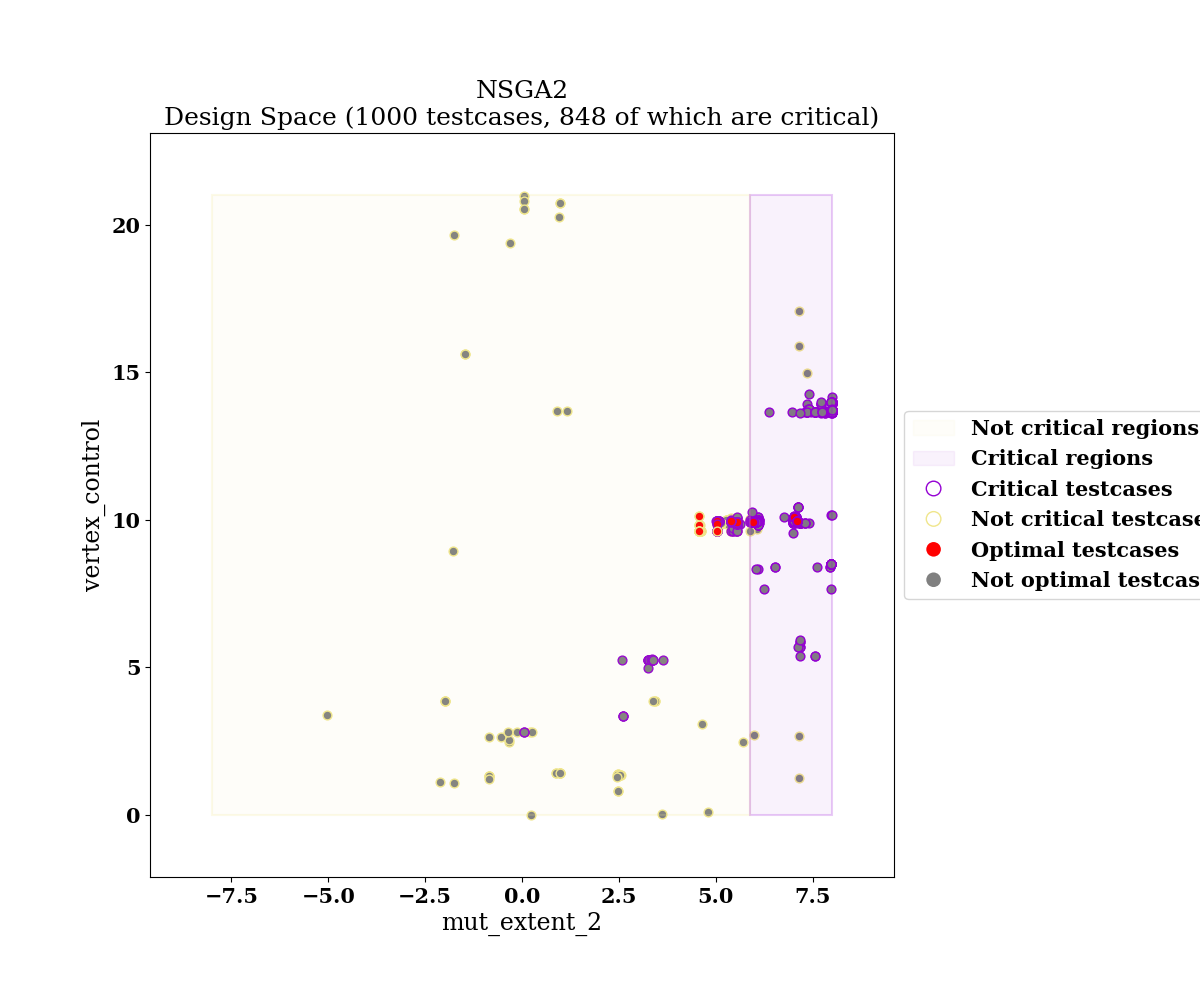 NSGA2
Design Space (1000 testcases, 848 of which are critical)
vertex_control
20
15
10
5
0
−7.5
−5.0
−2.5
0.0
2.5
5.0
7.5
mut_extent_2
Not critical regions
Critical regions
Critical testcases
Not critical testcase
Optimal testcases
Not optimal testcas